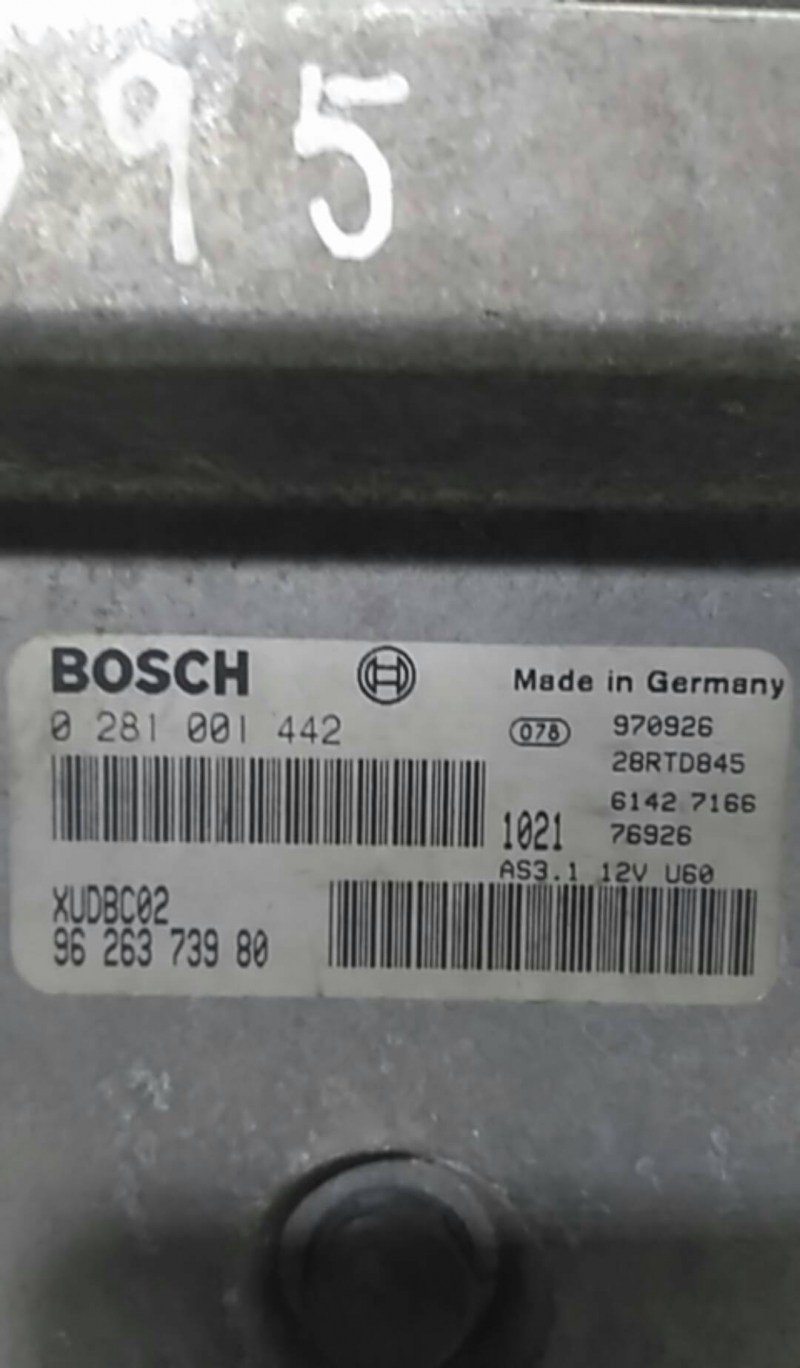 95
BOSCH
Made in Germany
0 281 001 442
078
970926
28RTD845
6142 7166
1021
76926
AS3.1 12V U60
XUDBC02
96 263 739 80